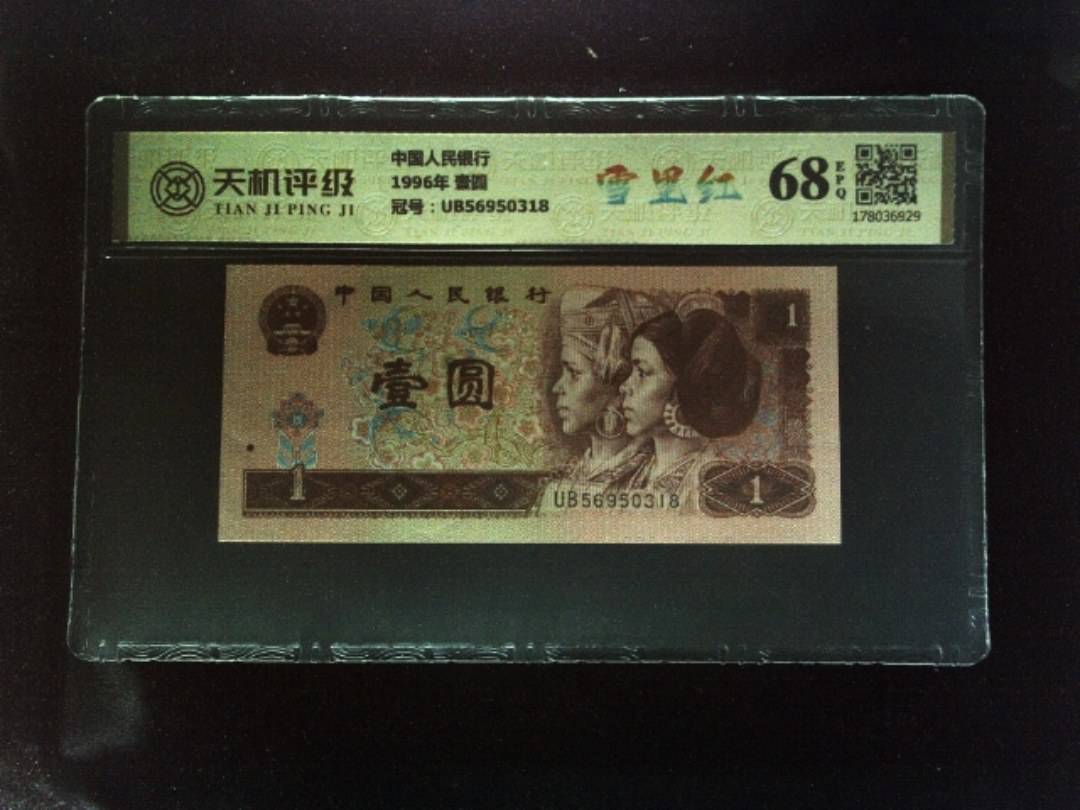 天机评级
TIAN JI PING JI
中国人民银行
1996年 壹圆
冠号：UB56950318
雪里红
68
EPQ
178036929
中国人民银行
1
壹圆
1
UB56950318
1